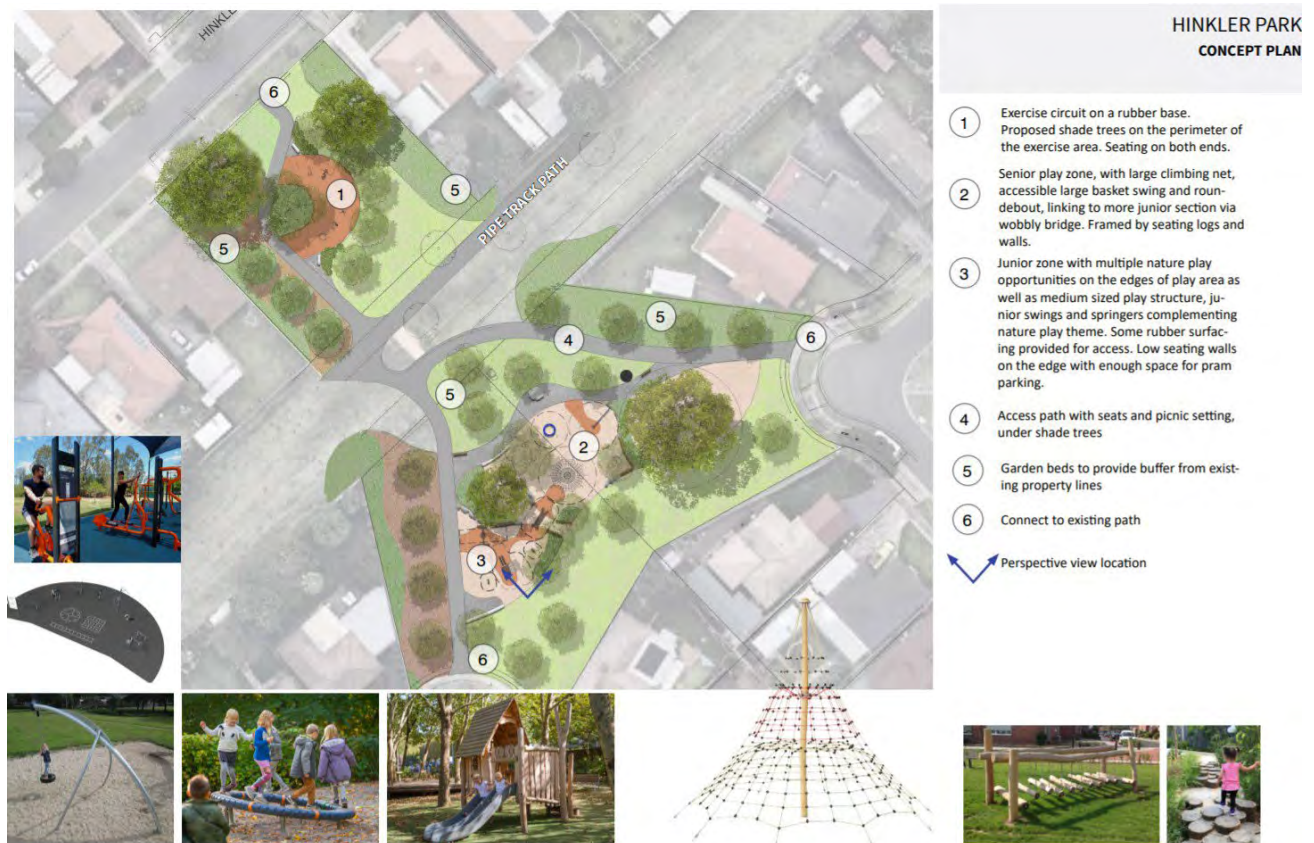 HINKLER PARK
CONCEPT PLAN
HINKLE
6
1
5
5
PIPE TRACK PATH
5
4
6
5
2
3
6
1
Exercise circuit on a rubber base.
Proposed shade trees on the perimeter of
the exercise area. Seating on both ends.
2
Senior play zone, with large climbing net,
accessible large basket swing and roun-
debout, linking to more junior section via
wobbly bridge. Framed by seating logs and
walls.
3
Junior zone with multiple nature play
opportunities on the edges of play area as
well as medium sized play structure, ju-
nior swings and springers complementing
nature play theme. Some rubber surfac-
ing provided for access. Low seating walls
on the edge with enough space for pram
parking.
4
Access path with seats and picnic setting,
under shade trees
5
Garden beds to provide buffer from exist-
ing property lines
6
Connect to existing path
Perspective view location